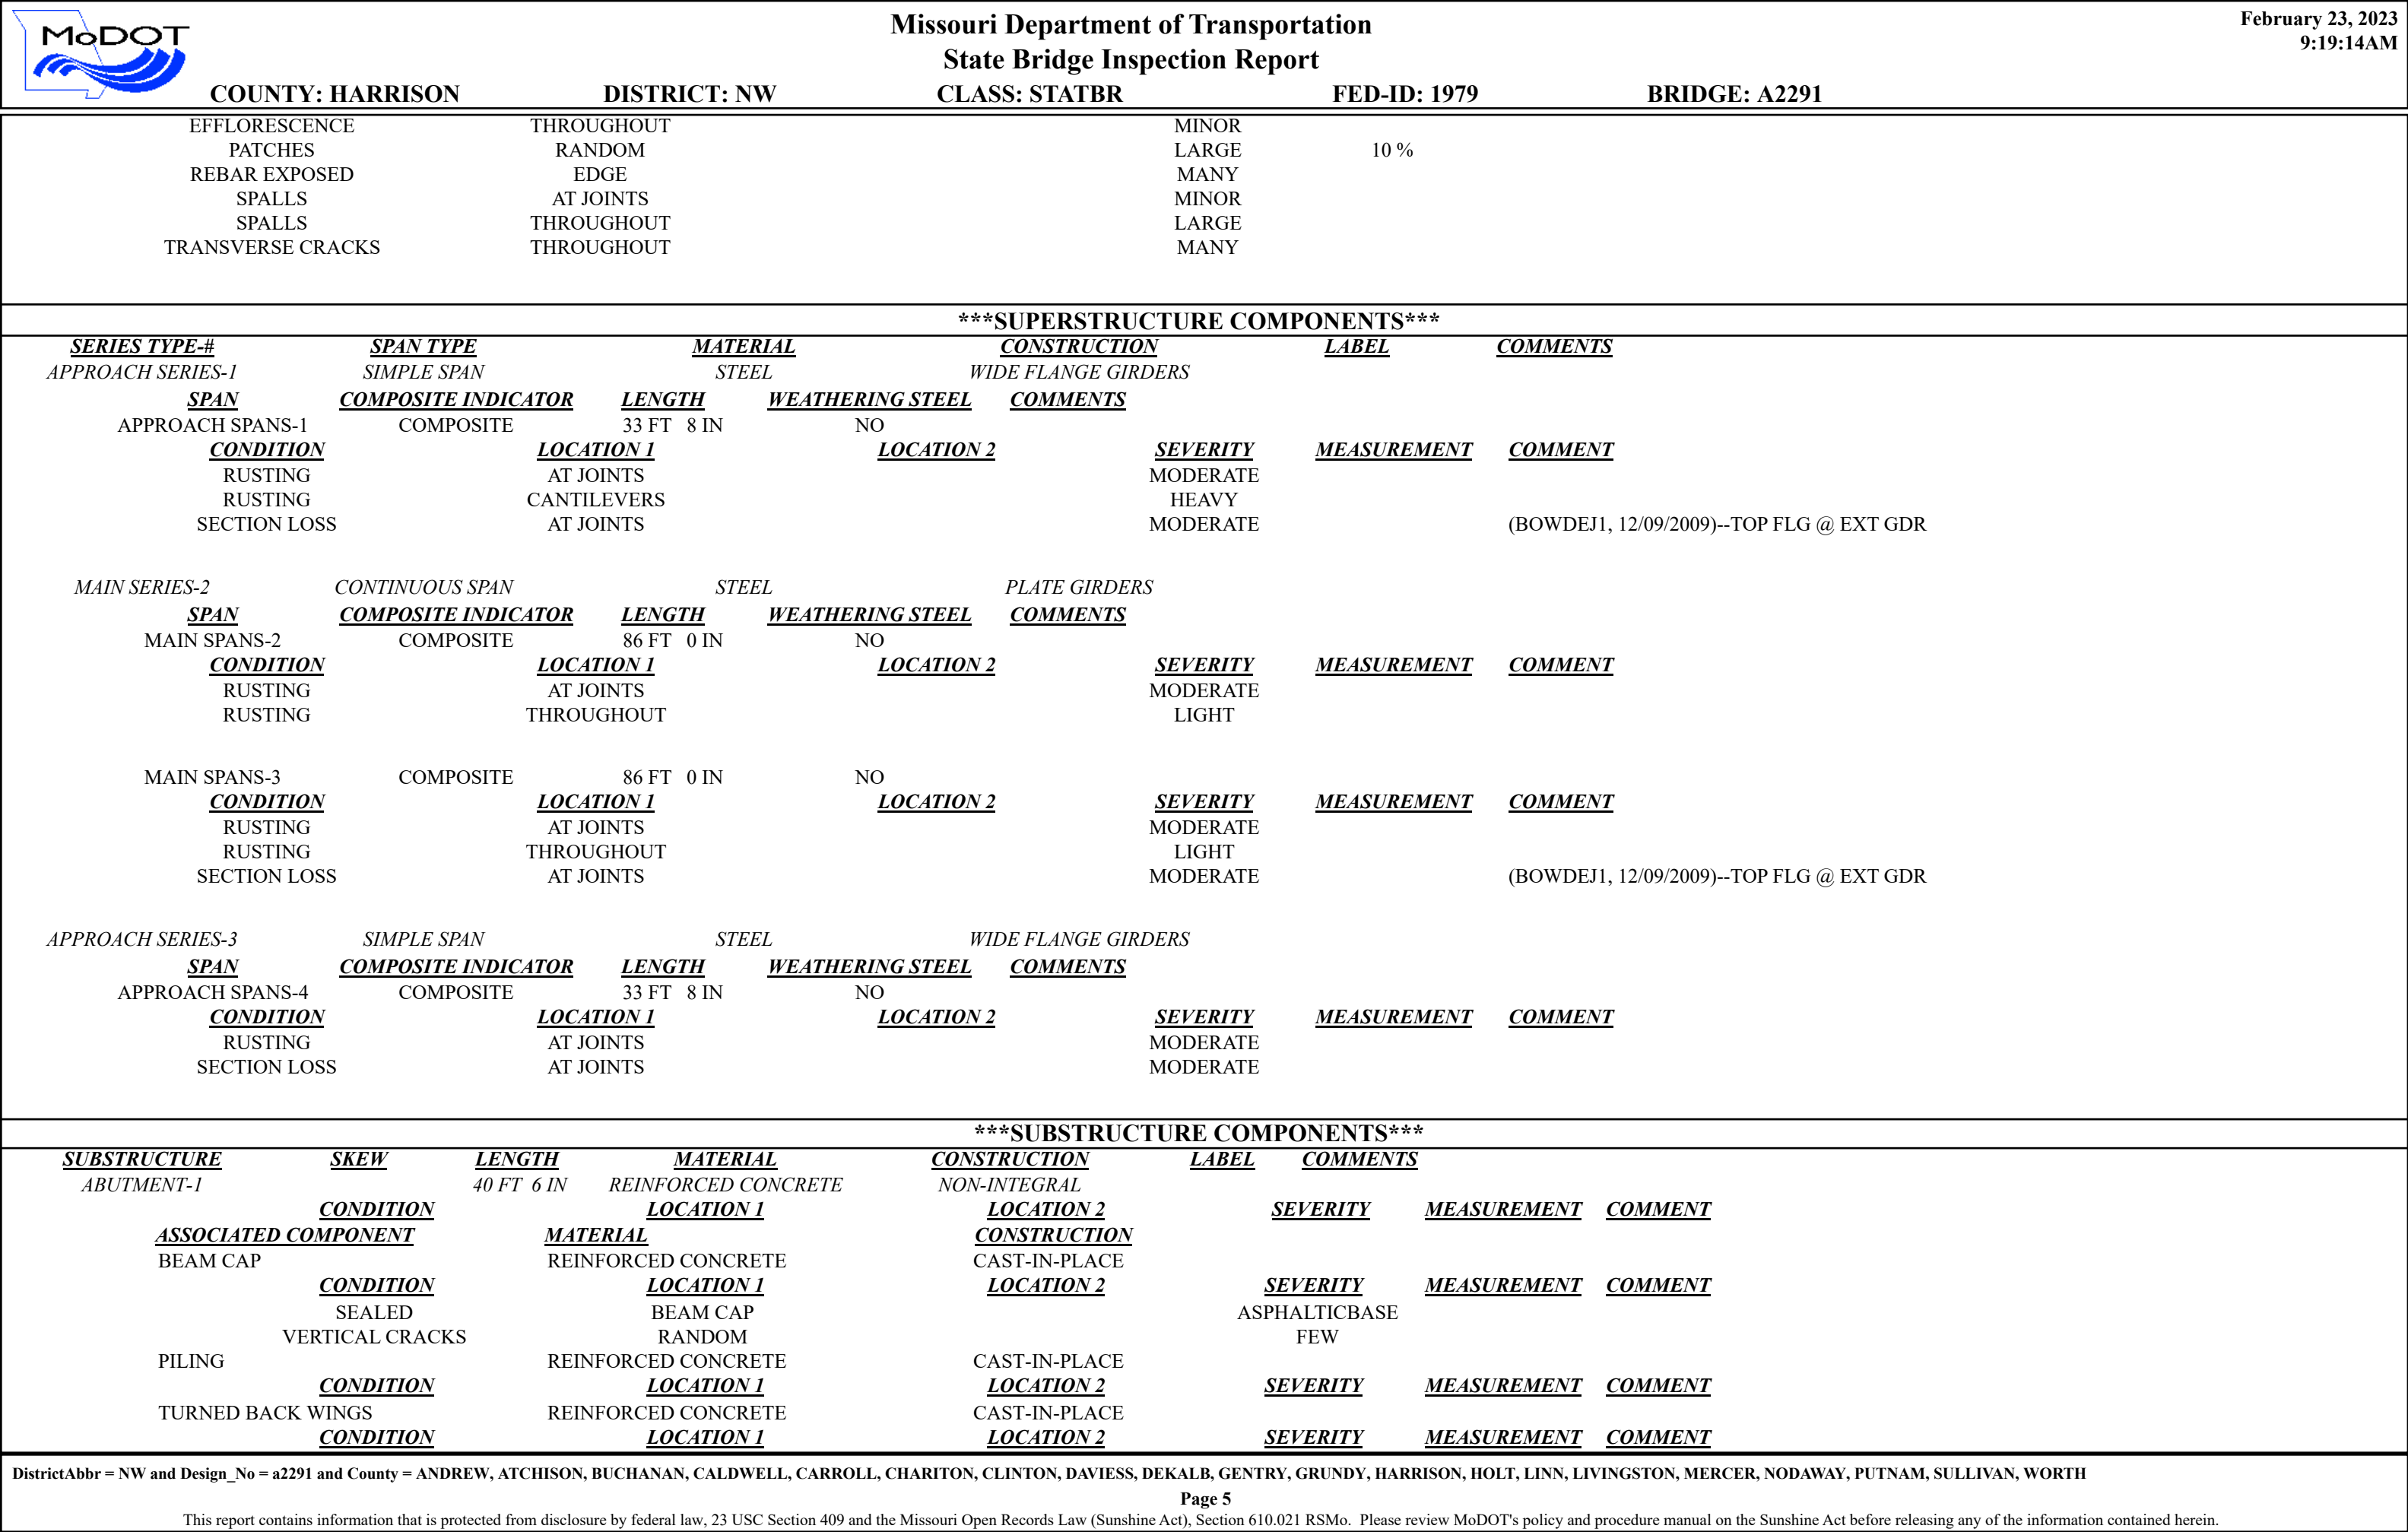 MoDOT
Missouri Department of Transportation
State Bridge Inspection Report
February 23, 2023
9:19:14AM
COUNTY: HARRISON DISTRICT: NW CLASS: STATBR FED-ID: 1979 BRIDGE: A2291
EFFLORESCENCE THROUGHOUT MINOR
PATCHES RANDOM LARGE 10 %
REBAR EXPOSED EDGE MANY
SPALLS AT JOINTS MINOR
SPALLS THROUGHOUT LARGE
TRANSVERSE CRACKS THROUGHOUT MANY
***SUPERSTRUCTURE COMPONENTS***
SERIES TYPE-# SPAN TYPE MATERIAL CONSTRUCTION LABEL COMMENTS
APPROACH SERIES-1 SIMPLE SPAN STEEL WIDE FLANGE GIRDERS
SPAN COMPOSITE INDICATOR LENGTH WEATHERING STEEL COMMENTS
APPROACH SPANS-1 COMPOSITE 33 FT 8 IN NO
CONDITION LOCATION 1 LOCATION 2 SEVERITY MEASUREMENT COMMENT
RUSTING AT JOINTS MODERATE
RUSTING CANTILEVERS HEAVY
SECTION LOSS AT JOINTS MODERATE (BOWDEJ1, 12/09/2009)--TOP FLG @ EXT GDR
MAIN SERIES-2 CONTINUOUS SPAN STEEL PLATE GIRDERS
SPAN COMPOSITE INDICATOR LENGTH WEATHERING STEEL COMMENTS
MAIN SPANS-2 COMPOSITE 86 FT 0 IN NO
CONDITION LOCATION 1 LOCATION 2 SEVERITY MEASUREMENT COMMENT
RUSTING AT JOINTS MODERATE
RUSTING THROUGHOUT LIGHT
MAIN SPANS-3 COMPOSITE 86 FT 0 IN NO
CONDITION LOCATION 1 LOCATION 2 SEVERITY MEASUREMENT COMMENT
RUSTING AT JOINTS MODERATE
RUSTING THROUGHOUT LIGHT
SECTION LOSS AT JOINTS MODERATE (BOWDEJ1, 12/09/2009)--TOP FLG @ EXT GDR
APPROACH SERIES-3 SIMPLE SPAN STEEL WIDE FLANGE GIRDERS
SPAN COMPOSITE INDICATOR LENGTH WEATHERING STEEL COMMENTS
APPROACH SPANS-4 COMPOSITE 33 FT 8 IN NO
CONDITION LOCATION 1 LOCATION 2 SEVERITY MEASUREMENT COMMENT
RUSTING AT JOINTS MODERATE
SECTION LOSS AT JOINTS MODERATE
***SUBSTRUCTURE COMPONENTS***
SUBSTRUCTURE SKEW LENGTH MATERIAL CONSTRUCTION LABEL COMMENTS
ABUTMENT-1 40 FT 6 IN REINFORCED CONCRETE NON-INTEGRAL
CONDITION LOCATION 1 LOCATION 2 SEVERITY MEASUREMENT COMMENT
ASSOCIATED COMPONENT MATERIAL CONSTRUCTION
BEAM CAP REINFORCED CONCRETE CAST-IN-PLACE
CONDITION LOCATION 1 LOCATION 2 SEVERITY MEASUREMENT COMMENT
SEALED BEAM CAP ASPHALTICBASE
VERTICAL CRACKS RANDOM FEW
PILING REINFORCED CONCRETE CAST-IN-PLACE
CONDITION LOCATION 1 LOCATION 2 SEVERITY MEASUREMENT COMMENT
TURNED BACK WINGS REINFORCED CONCRETE CAST-IN-PLACE
CONDITION LOCATION 1 LOCATION 2 SEVERITY MEASUREMENT COMMENT
DistrictAbbr = NW and Design_No = a2291 and County = ANDREW, ATCHISON, BUCHANAN, CALDWELL, CARROLL, CHARITON, CLINTON, DAVIESS, DEKALB, GENTRY, GRUNDY, HARRISON, HOLT, LINN, LIVINGSTON, MERCER, NODAWAY, PUTNAM, SULLIVAN, WORTH
Page 5
This report contains information that is protected from disclosure by federal law, 23 USC Section 409 and the Missouri Open Records Law (Sunshine Act), Section 610.021 RSMo. Please review MoDOT's policy and procedure manual on the Sunshine Act before releasing any of the information contained herein.